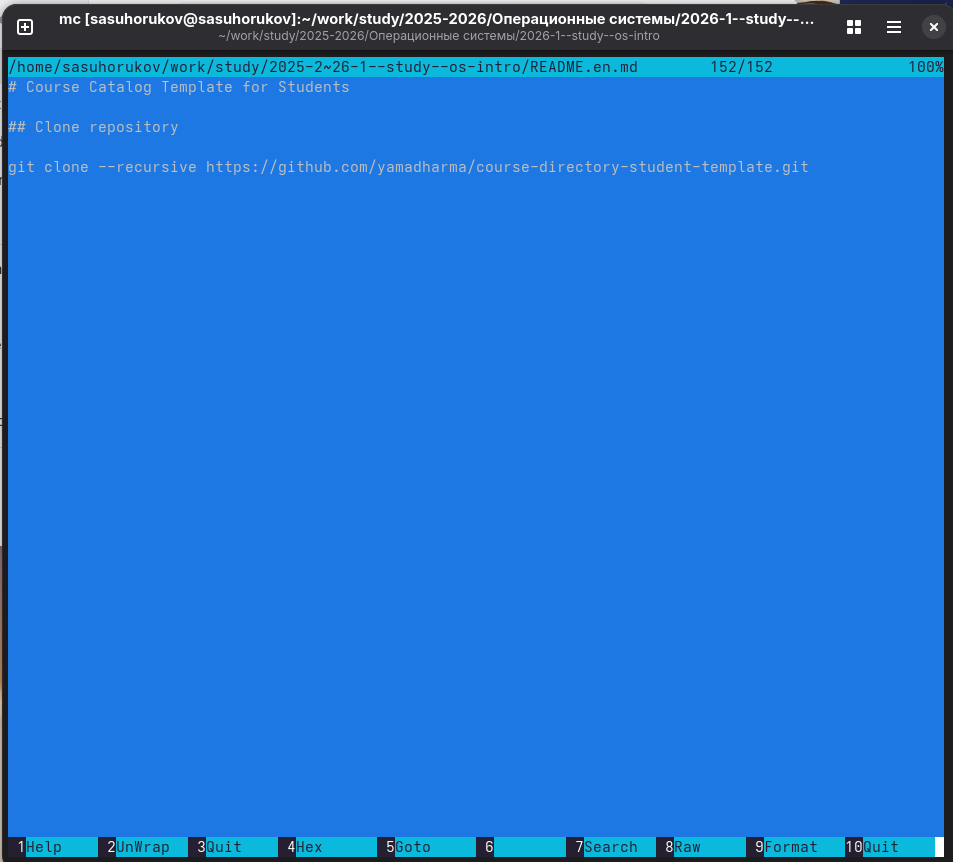 mc [sasuhorukov@sasuhorukov]:~/work/study/2025-2026/Операционные системы/2026-1--study--...
~/work/study/2025-2026/Операционные системы/2026-1--study--os-intro
/home/sasuhorukov/work/study/2025-2~26-1--study--os-intro/README.en.md 152/152 100%
# Course Catalog Template for Students
## Clone repository
git clone --recursive https://github.com/yamadharma/course-directory-student-template.git
1Help 2UnWrap 3Quit 4Hex 5Goto 6 7Search 8Raw 9Format 10Quit